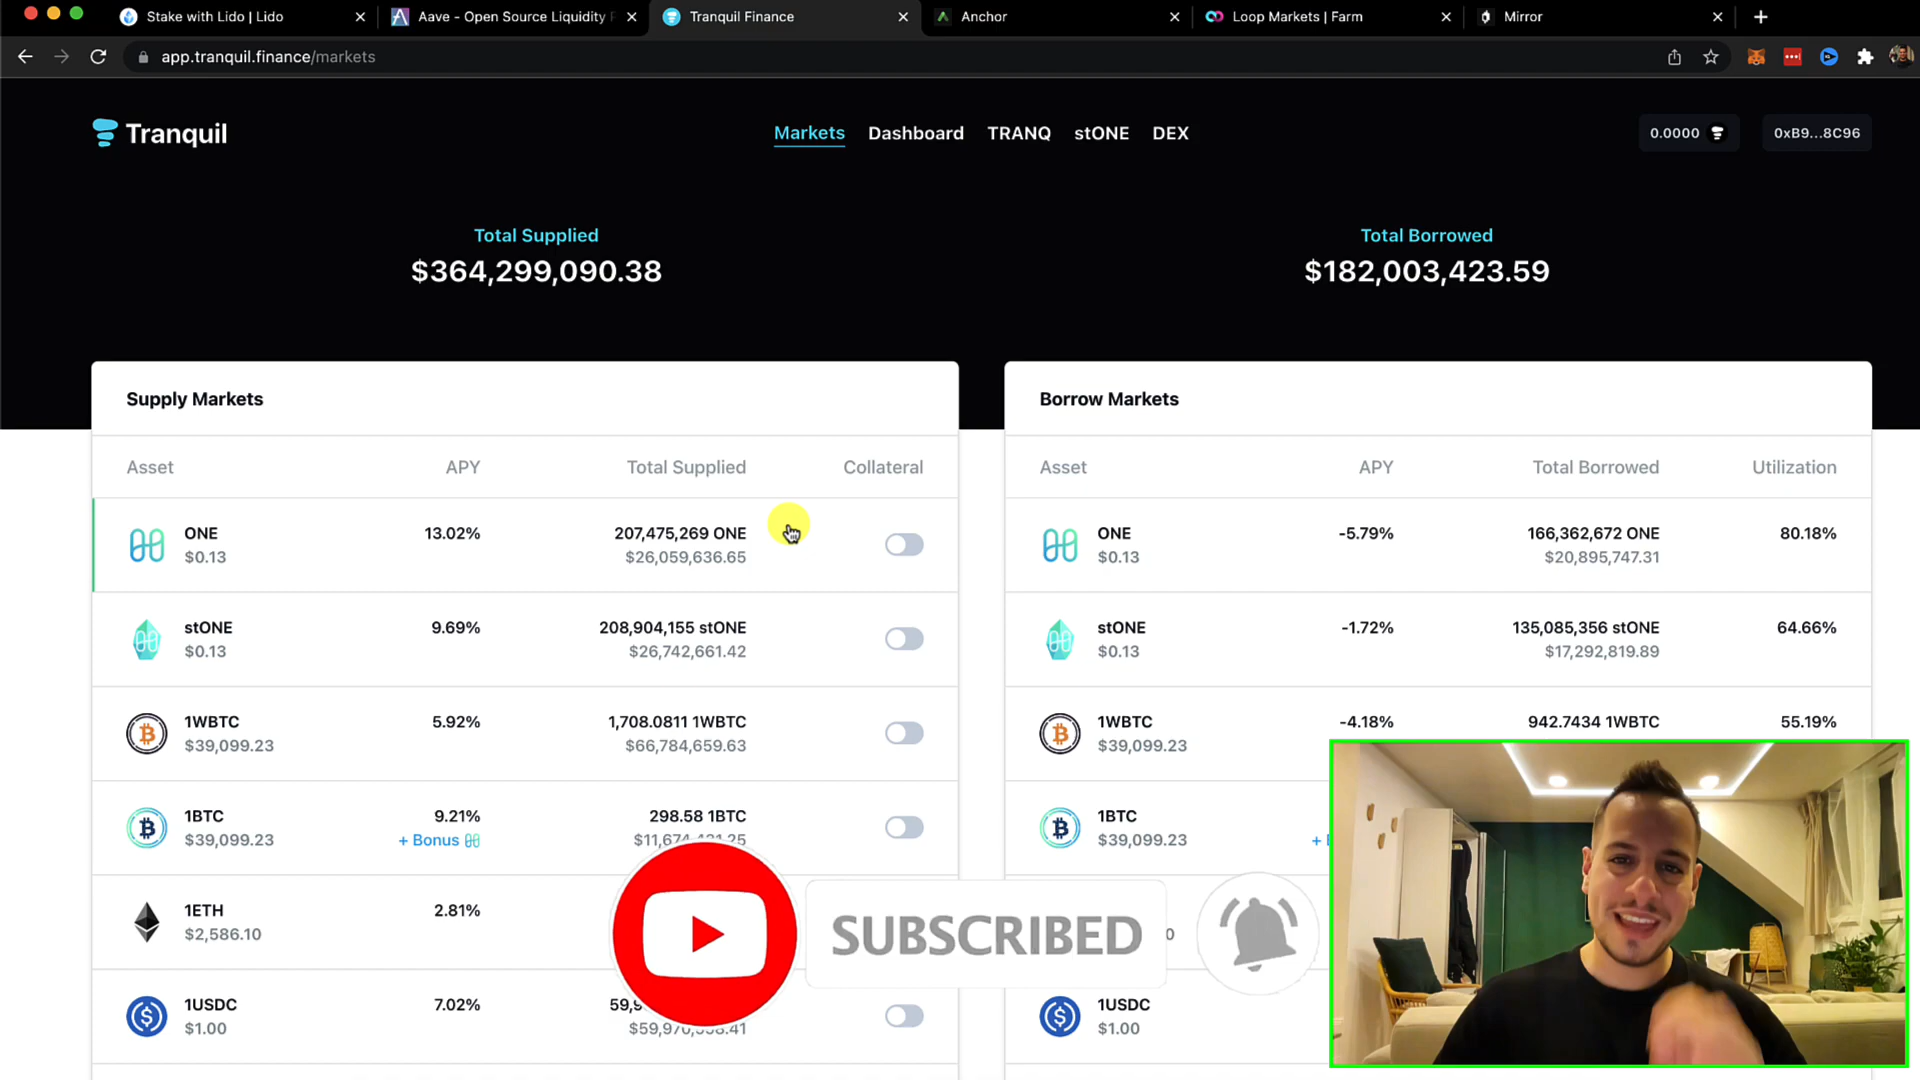 Stake with Lido | Lido
Aave - Open Source Liquidity
Tranquil Finance
Anchor
Loop Markets | Farm
Mirror
app.tranquil.finance/markets
Tranquil
Markets
Dashboard
TRANQ
stONE
DEX
0.0000
0xB9...8C96
Total Supplied
$364,299,090.38
Total Borrowed
$182,003,423.59
Supply Markets
Asset APY Total Supplied Collateral
ONE 13.02% 207,475,269 ONE
$0.13 $26,059,636.65
stONE 9.69% 208,904,155 stONE
$0.13 $26,742,661.42
1WBTC 5.92% 1,708.0811 1WBTC
$39,099.23 $66,784,659.63
1BTC 9.21% 298.58 1BTC
$39,099.23 + Bonus
1ETH 2.81%
$2,586.10
1USDC 7.02%
$1.00
Borrow Markets
Asset APY Total Borrowed Utilization
ONE -5.79% 166,362,672 ONE 80.18%
$0.13 $20,895,747.31
stONE -1.72% 135,085,356 stONE 64.66%
$0.13 $17,292,819.89
1WBTC -4.18% 942.7434 1WBTC 55.19%
$39,099.23
1BTC
$39,099.23
1USDC
$1.00
SUBSCRIBED